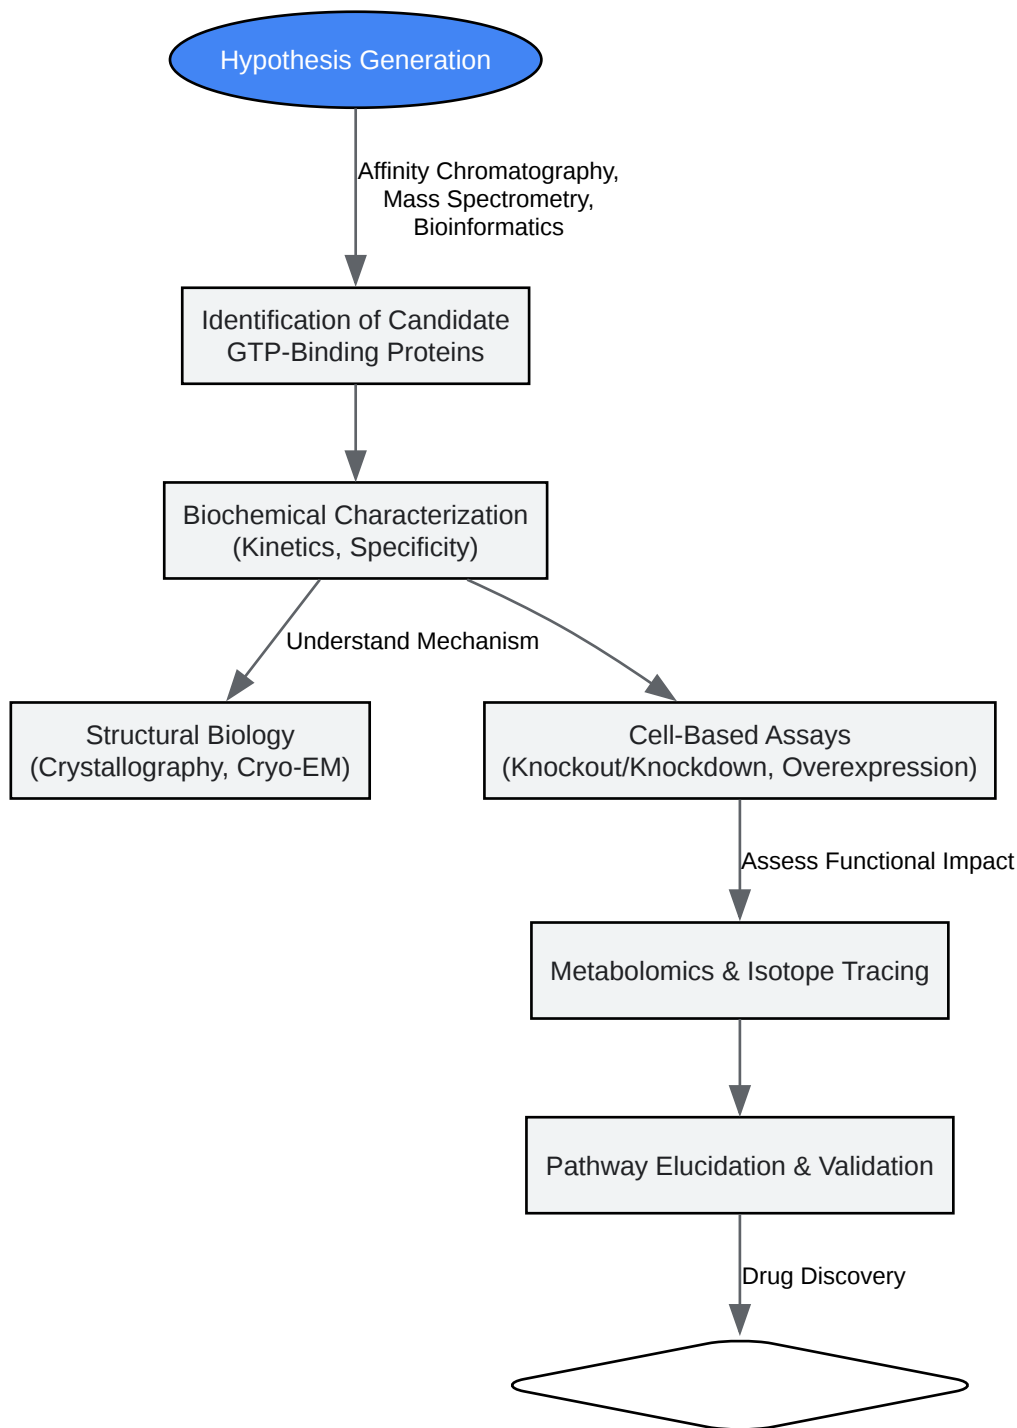 Hypothesis Generation
Affinity Chromatography,
Mass Spectrometry,
Bioinformatics
Identification of Candidate
GTP-Binding Proteins
Biochemical Characterization
(Kinetics, Specificity)
Understand Mechanism
Structural Biology
(Crystallography, Cryo-EM)
Cell-Based Assays
(Knockout/Knockdown, Overexpression)
Assess Functional Impact
Metabolomics & Isotope Tracing
Pathway Elucidation & Validation
Drug Discovery